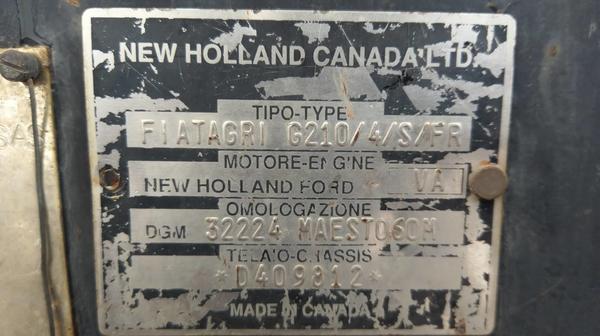 NEW HOLLAND CANADA LTD.
TIPO-TYPE
FIATAGRI G210/4/S/FR
MOTORE-ENGINE
NEW HOLLAND FORD VA1
OMOLOGAZIONE
DGM 32224 MAESTO60M
TELAIO-CHASSIS
*D409812*
MADE IN CANADA